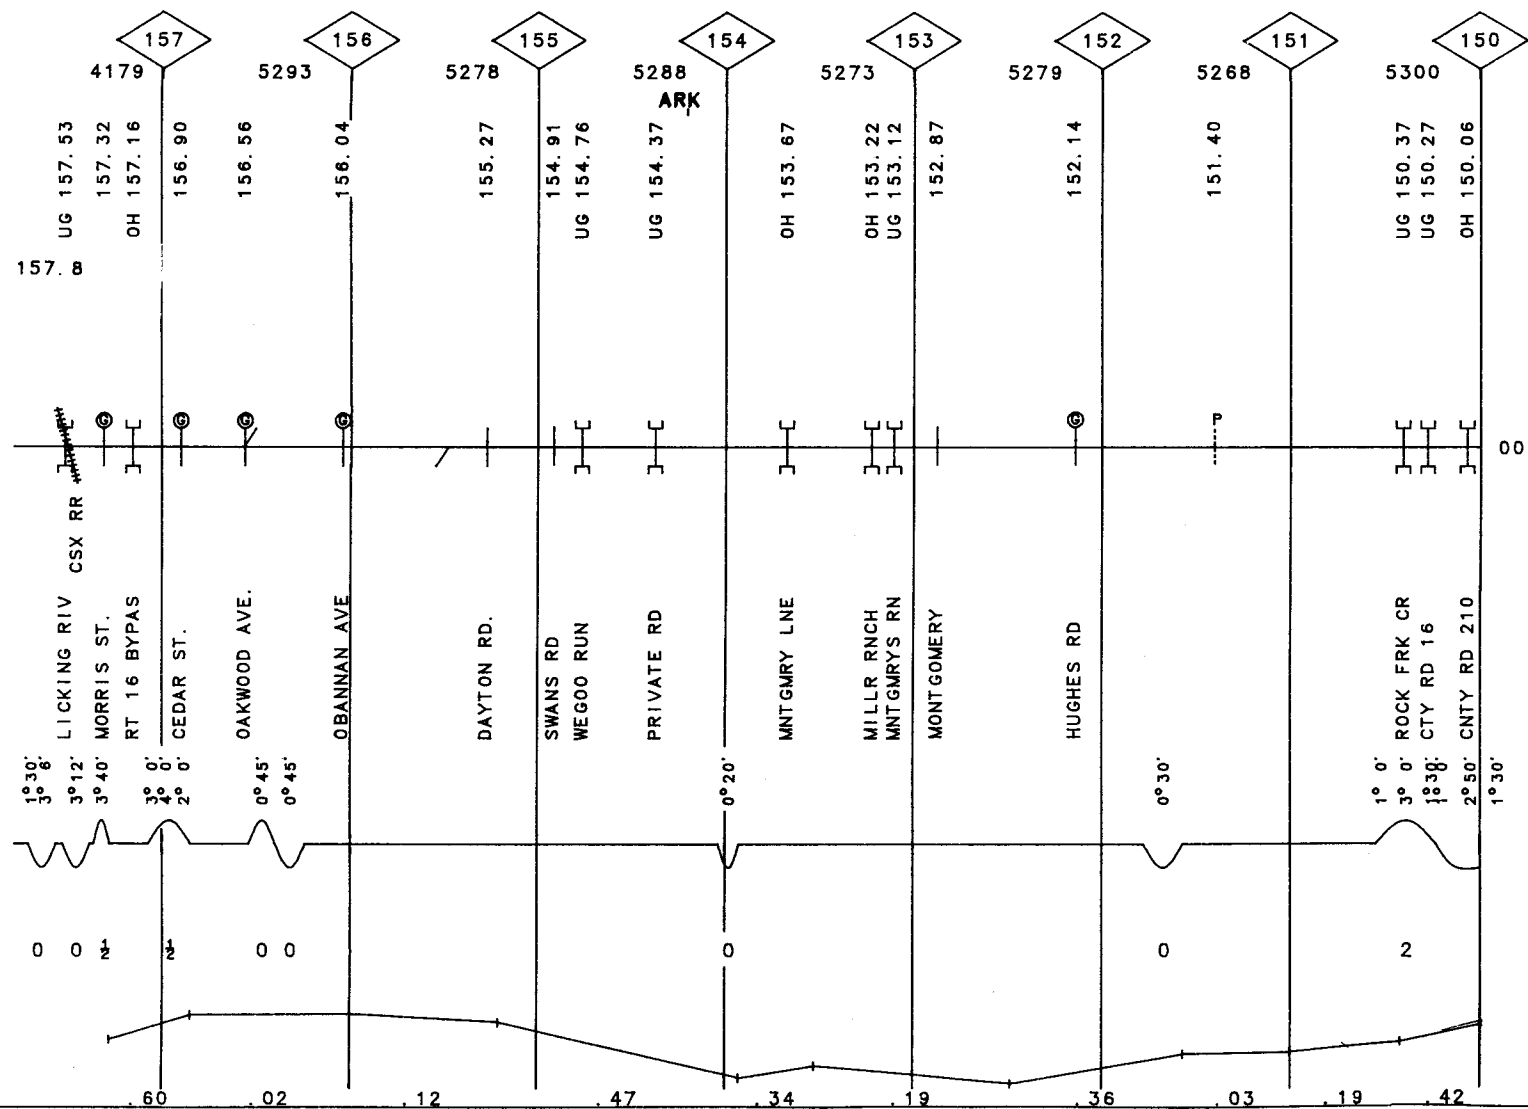 157 156 155 154 153 152 151 150
4179 5293 5278 5288 5273 5279 5268 5300
ARK
UG 157.53
157.32
OH 157.16
156.90
156.56
156.04
155.27
154.91
UG 154.76
UG 154.37
OH 153.67
OH 153.22
UG 153.12
152.87
152.14
151.40
UG 150.37
UG 150.27
OH 150.06
157.8
G G G G G P
00
LICKING RIV
CSX RR
MORRIS ST.
RT 16 BYPAS
CEDAR ST.
OAKWOOD AVE.
OBANNAN AVE
DAYTON RD.
SWANS RD
WEGOO RUN
PRIVATE RD
MNTGMRY LNE
MILLR RNCH
MNTGMRYS RN
MONTGOMERY
HUGHES RD
ROCK FRK CR
CTY RD 16
CNTY RD 210
1°30'
3° 6'
3°12'
3°40'
3° 0'
4° 0'
2° 0'
0°45'
0°45'
0°20'
0°30'
1° 0'
3° 0'
1°30'
1° 0'
2°50'
1°30'
0 0 ½ ½ 0 0 0 0 2
.60 .02 .12 .47 .34 .19 .36 .03 .19 .42